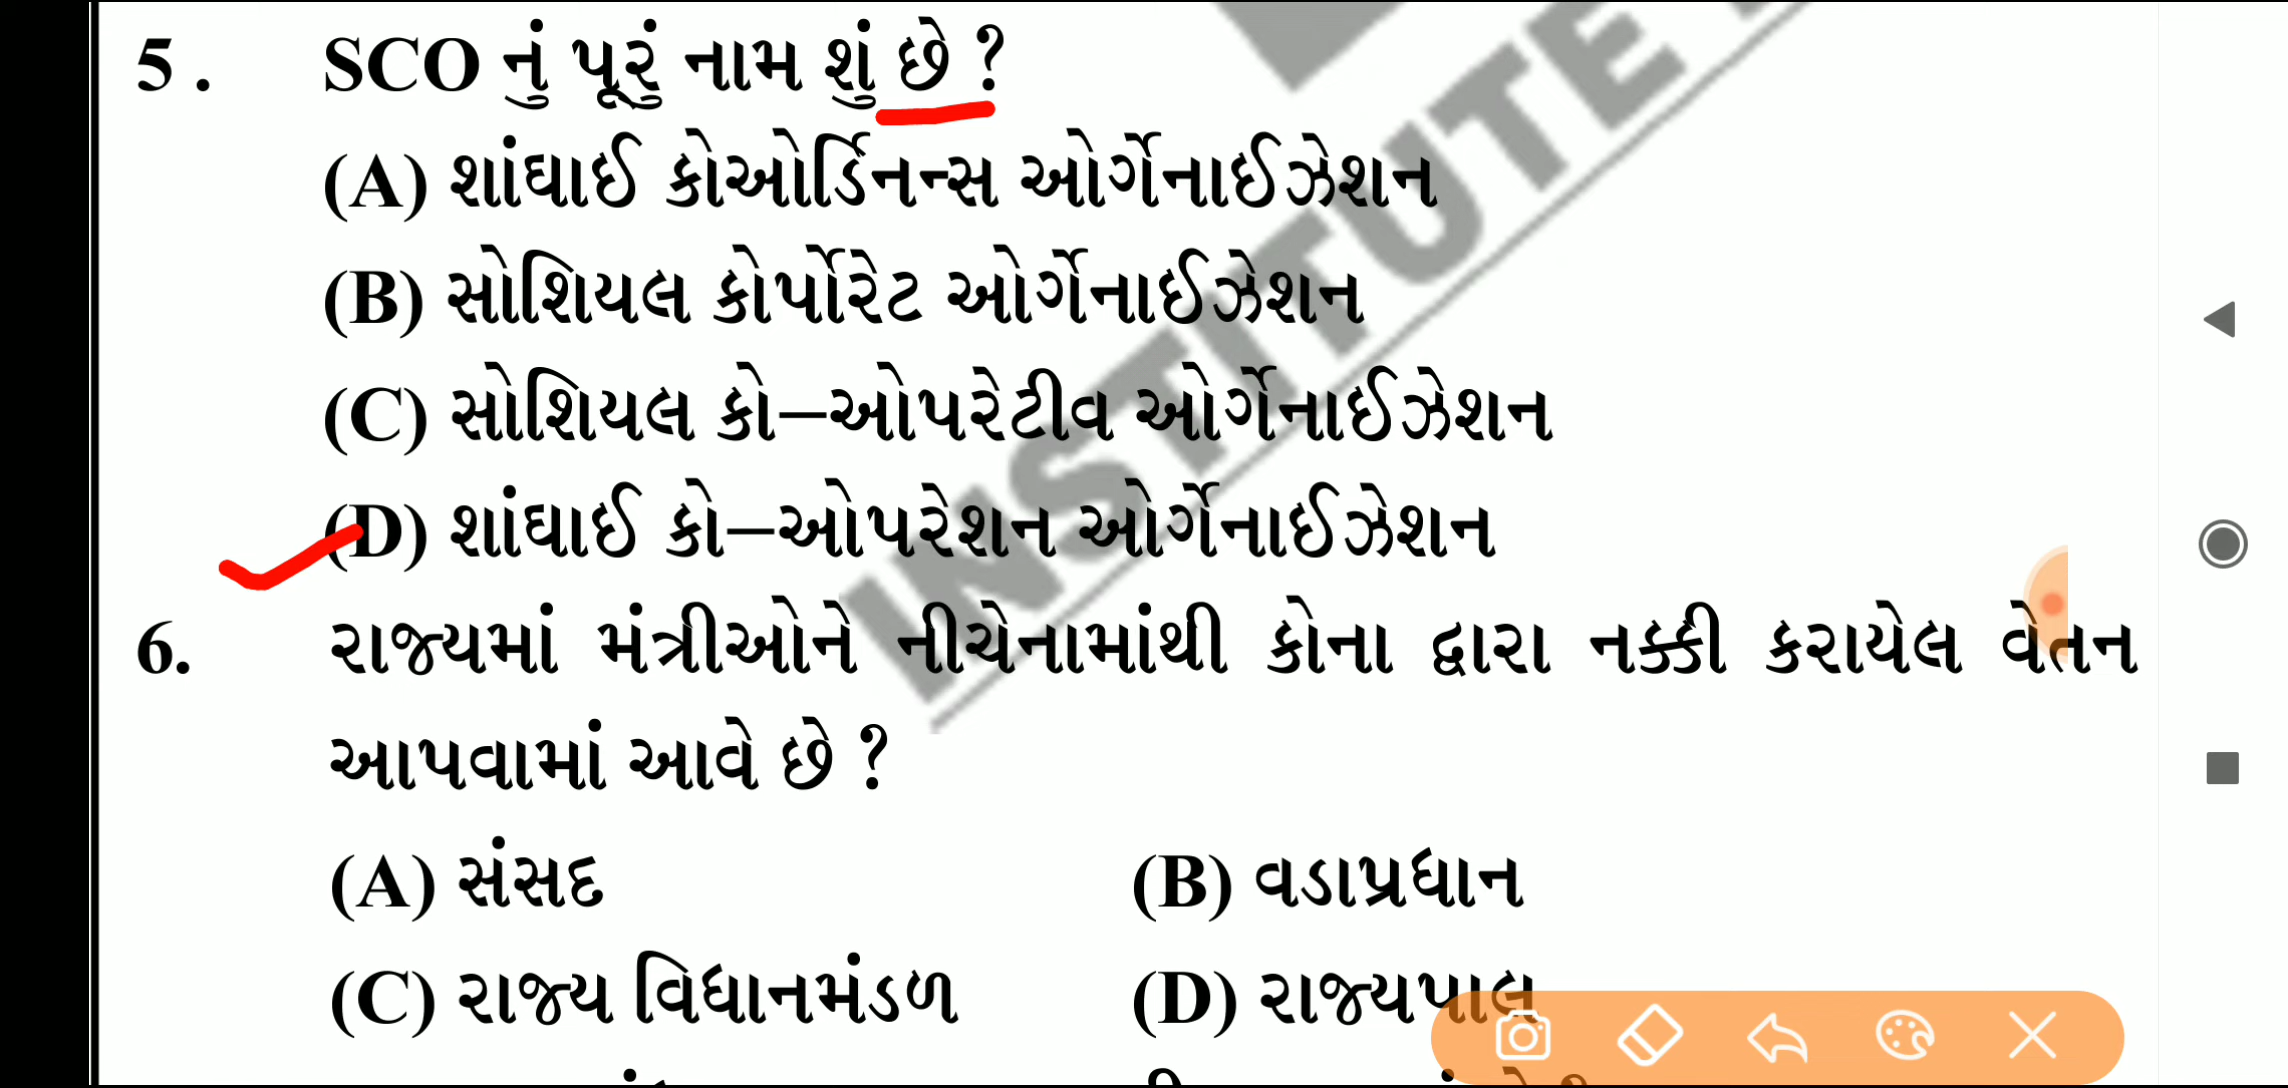 5. SCO નું પૂરું નામ શું છે ?
(A) શાંઘાઈ કોઓર્ડિનન્સ ઓર્ગેનાઈઝેશન
(B) સોશિયલ કોર્પોરેટ ઓર્ગેનાઈઝેશન
(C) સોશિયલ કો–ઓપરેટીવ ઓર્ગેનાઈઝેશન
(D) શાંઘાઈ કો–ઓપરેશન ઓર્ગેનાઈઝેશન
6. રાજ્યમાં મંત્રીઓને નીચેનામાંથી કોના દ્વારા નક્કી કરાયેલ વેતન
આપવામાં આવે છે ?
(A) સંસદ (B) વડાપ્રધાન
(C) રાજ્ય વિધાનમંડળ (D) રાજ્યપાલ
INSTITUTE